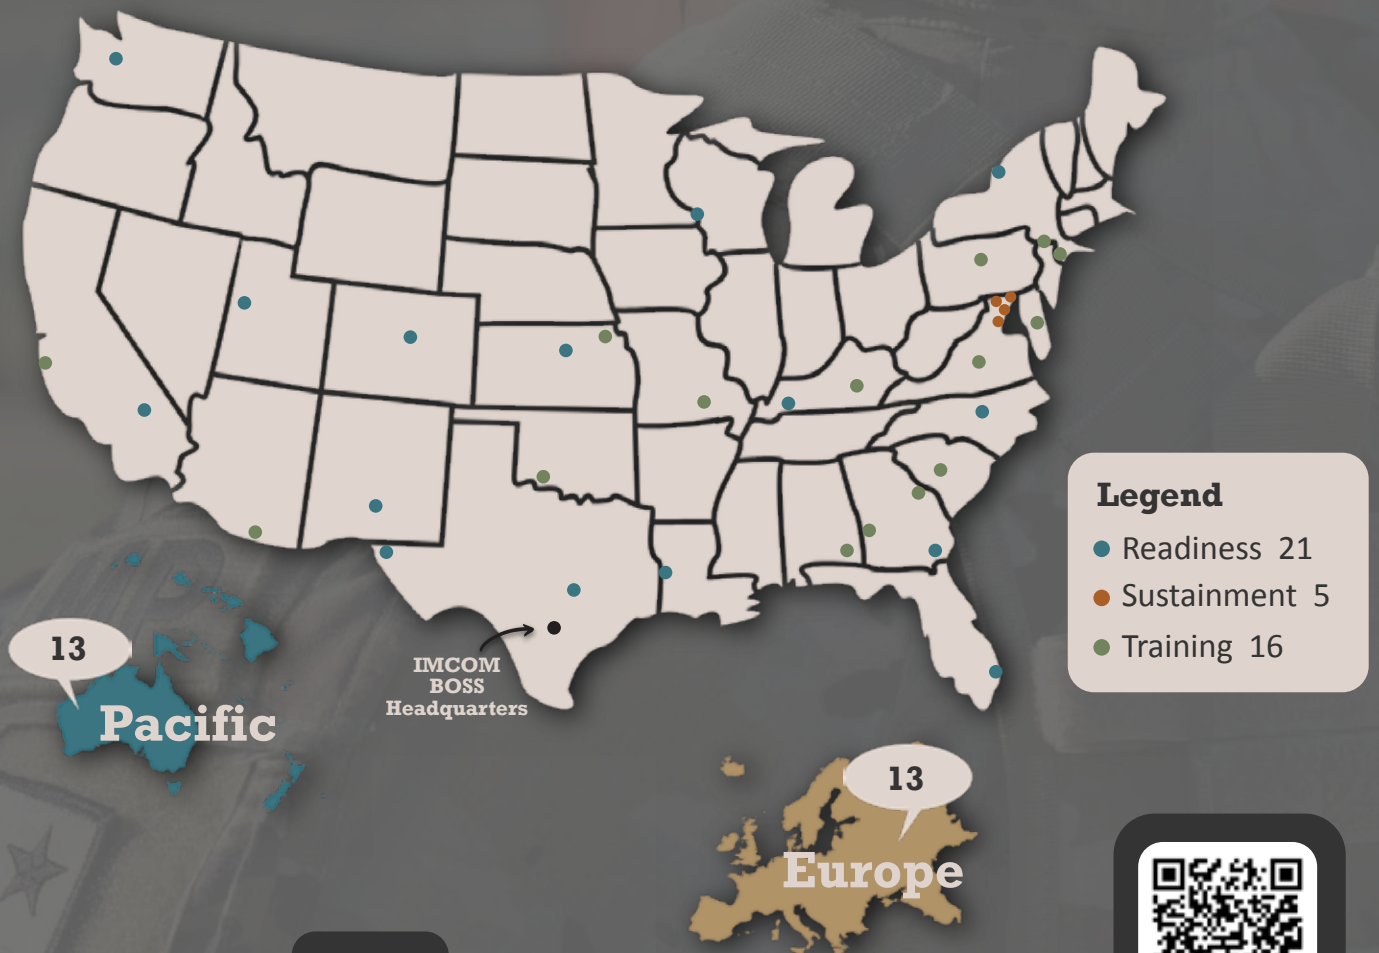 Legend
Readiness 21
Sustainment 5
Training 16
13
Pacific
IMCOM
BOSS
Headquarters
13
Europe